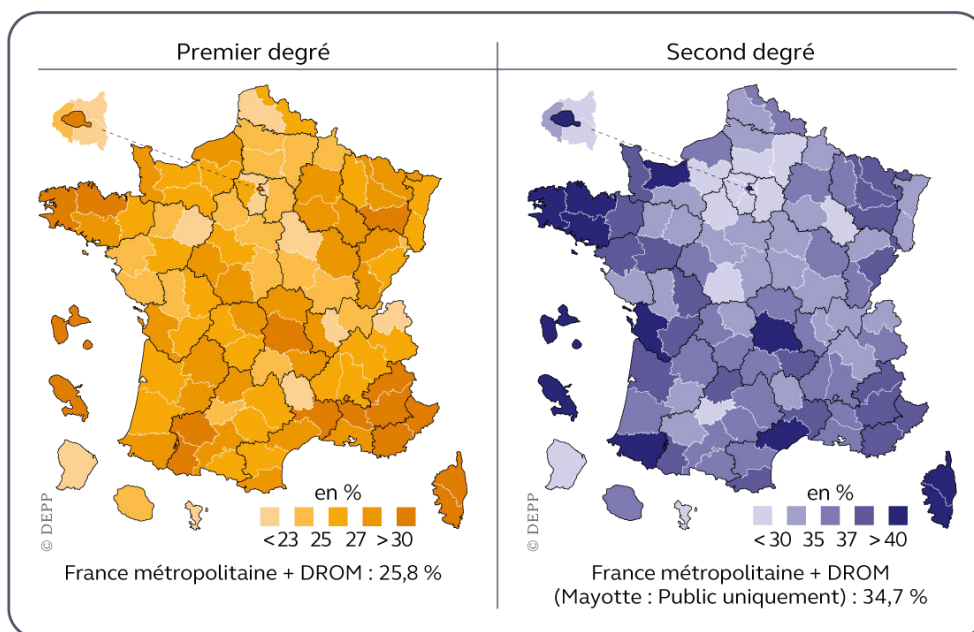 Premier degré
Second degré
en %
<23 25 27 >30
© DEPP
France métropolitaine + DROM : 25,8 %
en %
<30 35 37 >40
© DEPP
France métropolitaine + DROM
(Mayotte : Public uniquement) : 34,7 %